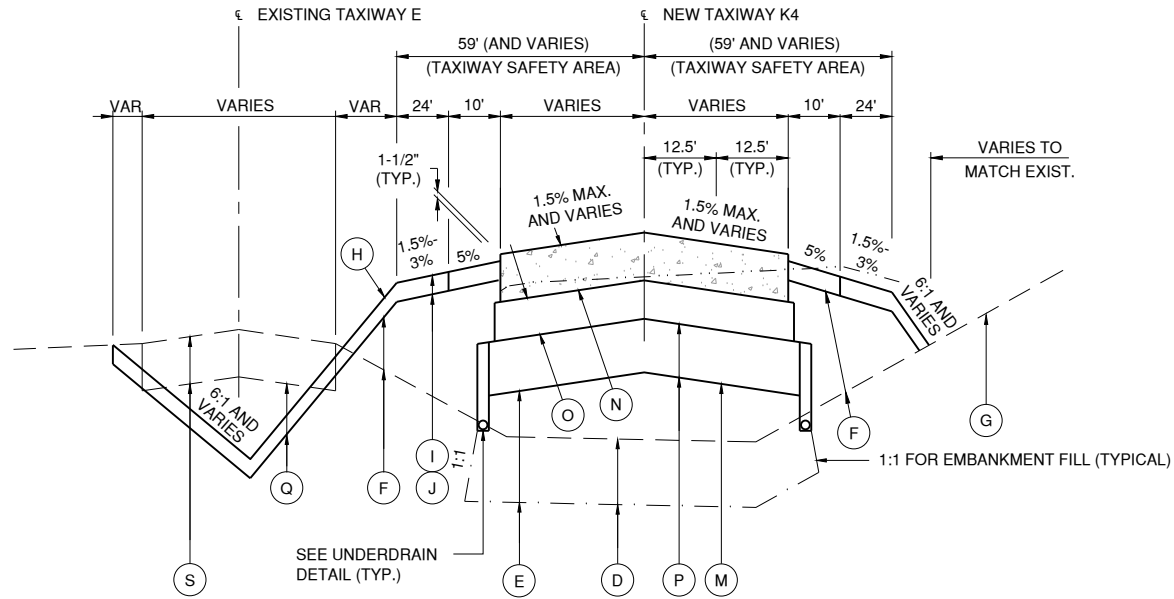 ℄ EXISTING TAXIWAY E
℄ NEW TAXIWAY K4
59' (AND VARIES)
(TAXIWAY SAFETY AREA)
(59' AND VARIES)
(TAXIWAY SAFETY AREA)
VAR
VARIES
VAR
24'
10'
VARIES
VARIES
10'
24'
12.5'
(TYP.)
12.5'
(TYP.)
VARIES TO
MATCH EXIST.
1-1/2"
(TYP.)
1.5% MAX.
AND VARIES
1.5% MAX.
AND VARIES
H
1.5%-
3%
5%
5%
1.5%-
3%
6:1 AND
VARIES
6:1 AND
VARIES
O
N
F
G
I
J
1:1
1:1 FOR EMBANKMENT FILL (TYPICAL)
Q
F
SEE UNDERDRAIN
DETAIL (TYP.)
S
E
D
P
M